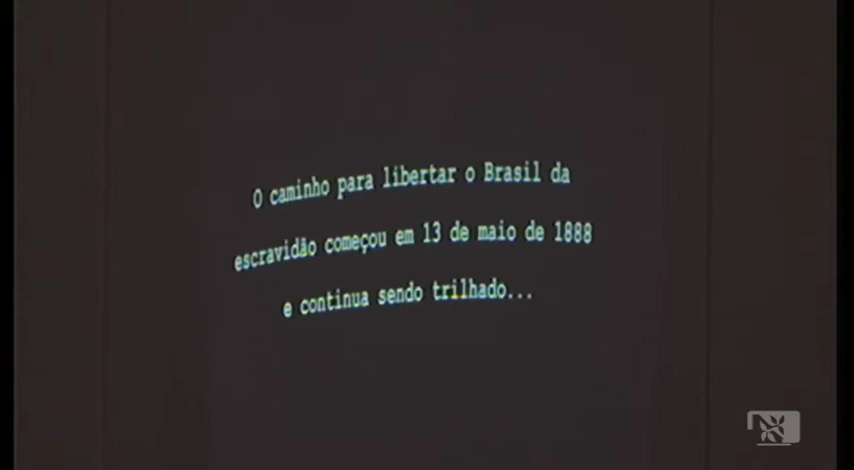 O caminho para libertar o Brasil da
escravidão começou em 13 de maio de 1888
e continua sendo trilhado...